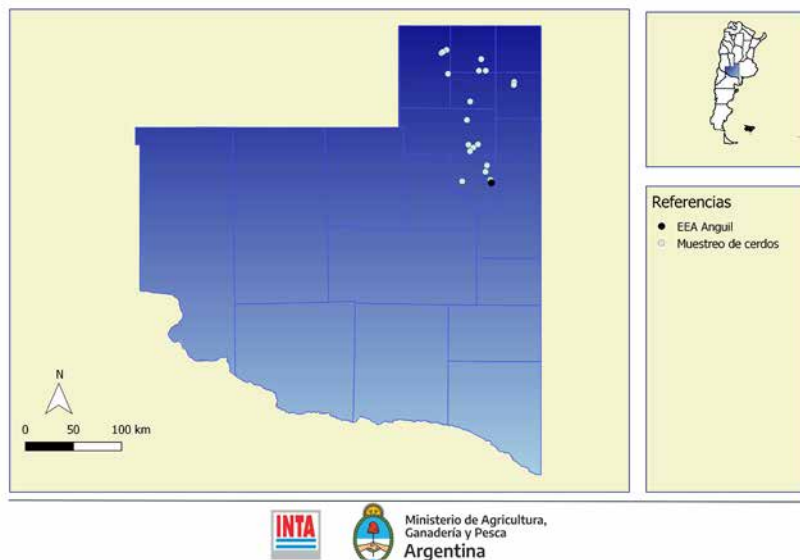 Referencias
EEA Anguil
Muestreo de cerdos
N
0 50 100 km
INTA
Ministerio de Agricultura,
Ganadería y Pesca
Argentina